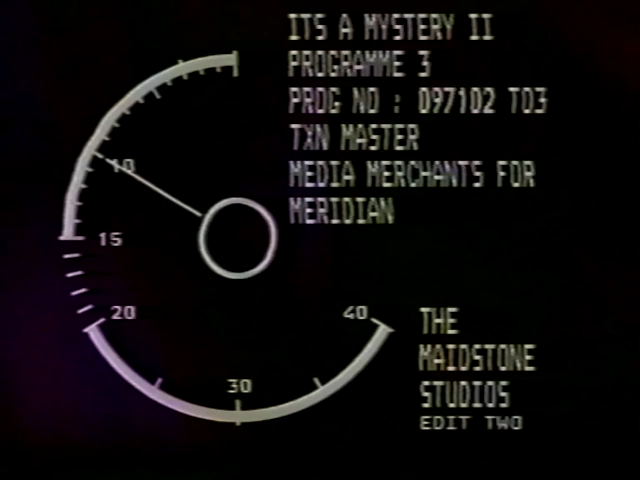 ITS A MYSTERY II
PROGRAMME 3
PROG NO : 097102 T03
TXN MASTER
MEDIA MERCHANTS FOR
MERIDIAN
10
15
20
30
40
THE
MAIDSTONE
STUDIOS
EDIT TWO